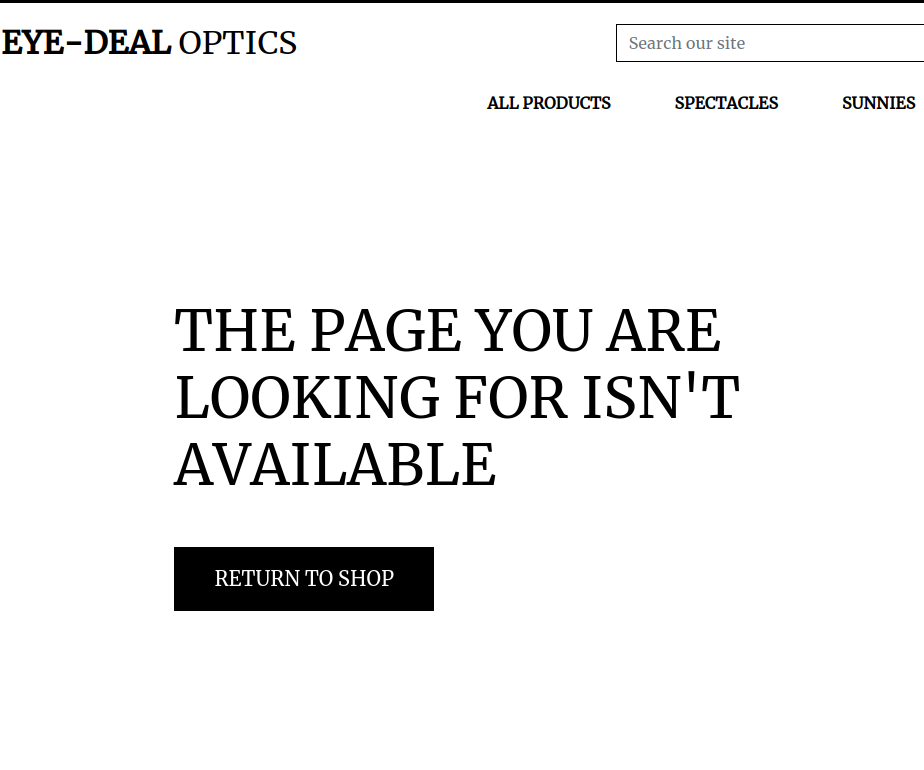 EYE-DEAL OPTICS
Search our site
ALL PRODUCTS SPECTACLES SUNNIES
THE PAGE YOU ARE
LOOKING FOR ISN'T
AVAILABLE
RETURN TO SHOP